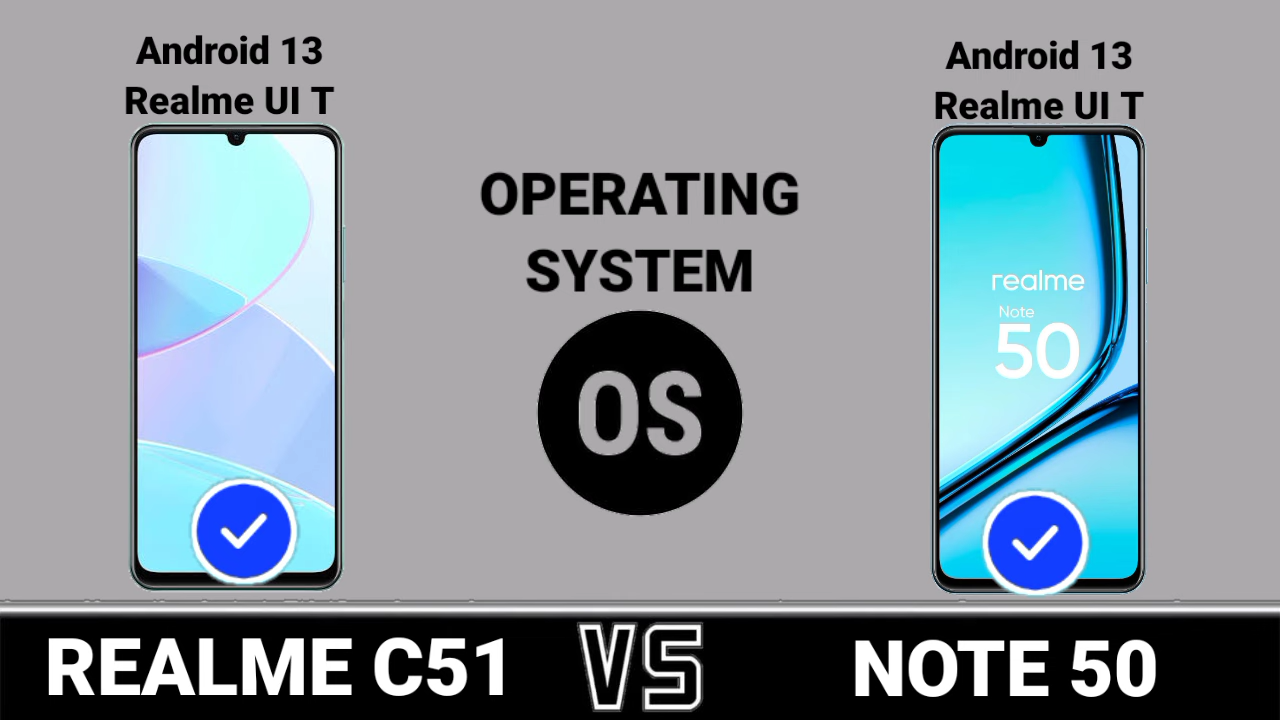 Android 13
Realme UI T
Android 13
Realme UI T
OPERATING
SYSTEM
OS
realme
Note
50
REALME C51 VS NOTE 50